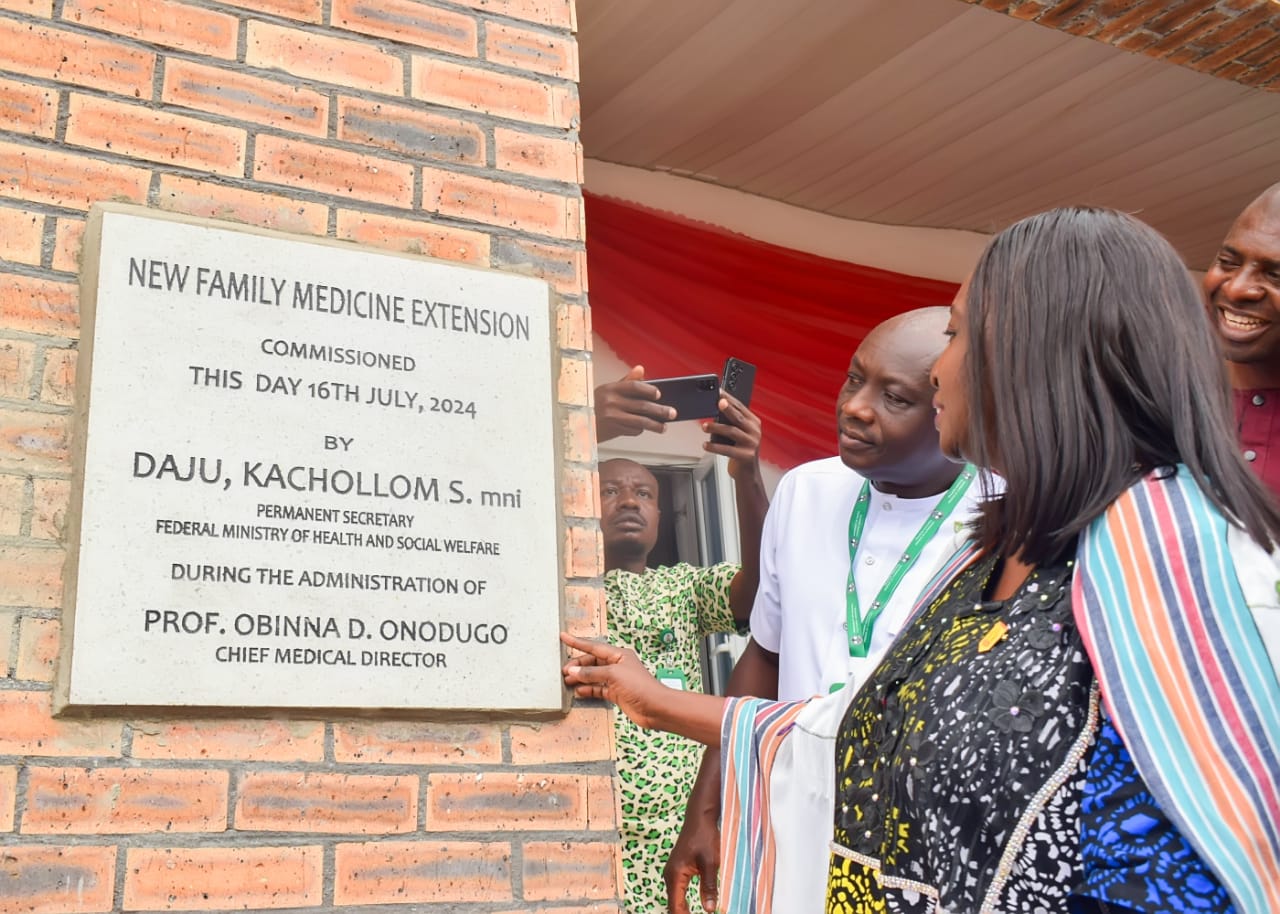 NEW FAMILY MEDICINE EXTENSION
COMMISSIONED
THIS DAY 16TH JULY, 2024
BY
DAJU, KACHOLLOM S. mni
PERMANENT SECRETARY
FEDERAL MINISTRY OF HEALTH AND SOCIAL WELFARE
DURING THE ADMINISTRATION OF
PROF. OBINNA D. ONODUGO
CHIEF MEDICAL DIRECTOR